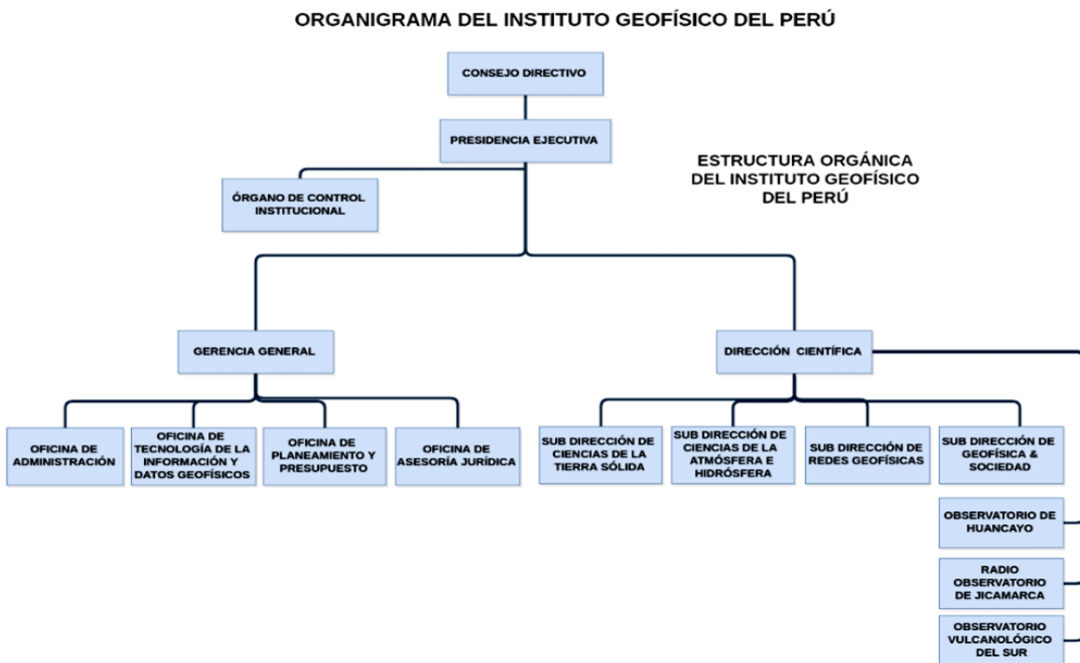 ORGANIGRAMA DEL INSTITUTO GEOFÍSICO DEL PERÚ
CONSEJO DIRECTIVO
PRESIDENCIA EJECUTIVA
ESTRUCTURA ORGÁNICA
DEL INSTITUTO GEOFÍSICO
DEL PERÚ
ÓRGANO DE CONTROL
INSTITUCIONAL
GERENCIA GENERAL
DIRECCIÓN CIENTÍFICA
OFICINA DE
ADMINISTRACIÓN
OFICINA DE
TECNOLOGÍA DE LA
INFORMACIÓN Y
DATOS GEOFÍSICOS
OFICINA DE
PLANEAMIENTO Y
PRESUPUESTO
OFICINA DE
ASESORÍA JURÍDICA
SUB DIRECCIÓN DE
CIENCIAS DE LA
TIERRA SÓLIDA
SUB DIRECCIÓN DE
CIENCIAS DE LA
ATMÓSFERA E
HIDRÓSFERA
SUB DIRECCIÓN DE
REDES GEOFÍSICAS
SUB DIRECCIÓN DE
GEOFÍSICA &
SOCIEDAD
OBSERVATORIO DE
HUANCAYO
RADIO
OBSERVATORIO
DE JICAMARCA
OBSERVATORIO
VULCANOLÓGICO
DEL SUR